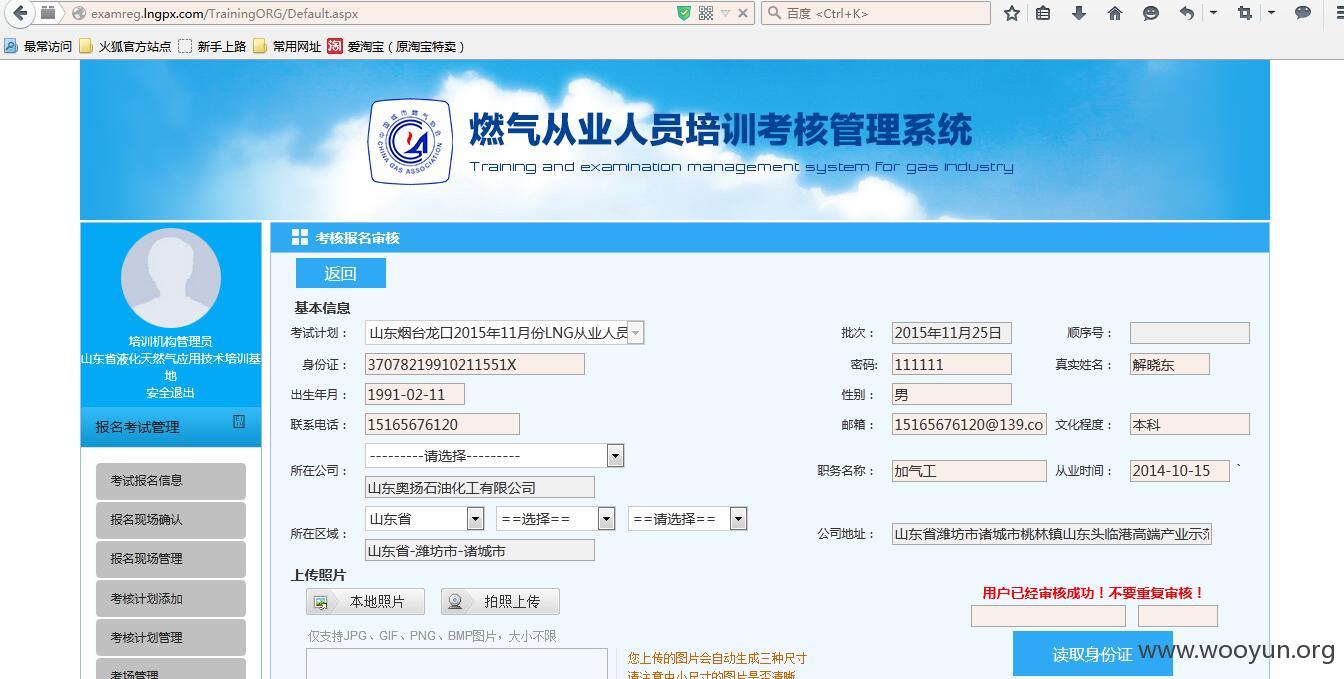 examreg.lngpx.com/TrainingORG/Default.aspx
百度 <Ctrl+K>
最常访问 火狐官方站点 新手上路 常用网址 淘 爱淘宝（原淘宝特卖）
中国城市燃气协会
CHINA GAS ASSOCIATION
燃气从业人员培训考核管理系统
Training and examination management system for gas industry
培训机构管理员
山东省液化天然气应用技术培训基
地
安全退出
报名考试管理
考试报名信息
报名现场确认
报名现场管理
考核计划添加
考核计划管理
考场管理
考核报名审核
返回
基本信息
考试计划： 山东烟台龙口2015年11月份LNG从业人员 批次： 2015年11月25日 顺序号：
身份证： 37078219910211551X 密码: 111111 真实姓名： 解晓东
出生年月： 1991-02-11 性别： 男
联系电话： 15165676120 邮箱： 15165676120@139.co 文化程度： 本科
所在公司： ---------请选择--------- 职务名称： 加气工 从业时间： 2014-10-15 `
山东奥扬石油化工有限公司
所在区域： 山东省 ==选择== ==请选择== 公司地址： 山东省潍坊市诸城市桃林镇山东头临港高端产业示范
山东省-潍坊市-诸城市
上传照片
本地照片 拍照上传
仅支持JPG、GIF、PNG、BMP图片，大小不限
您上传的图片会自动生成三种尺寸
请注意中小尺寸的图片是否清晰
用户已经审核成功！不要重复审核！
读取身份证
www.wooyun.org